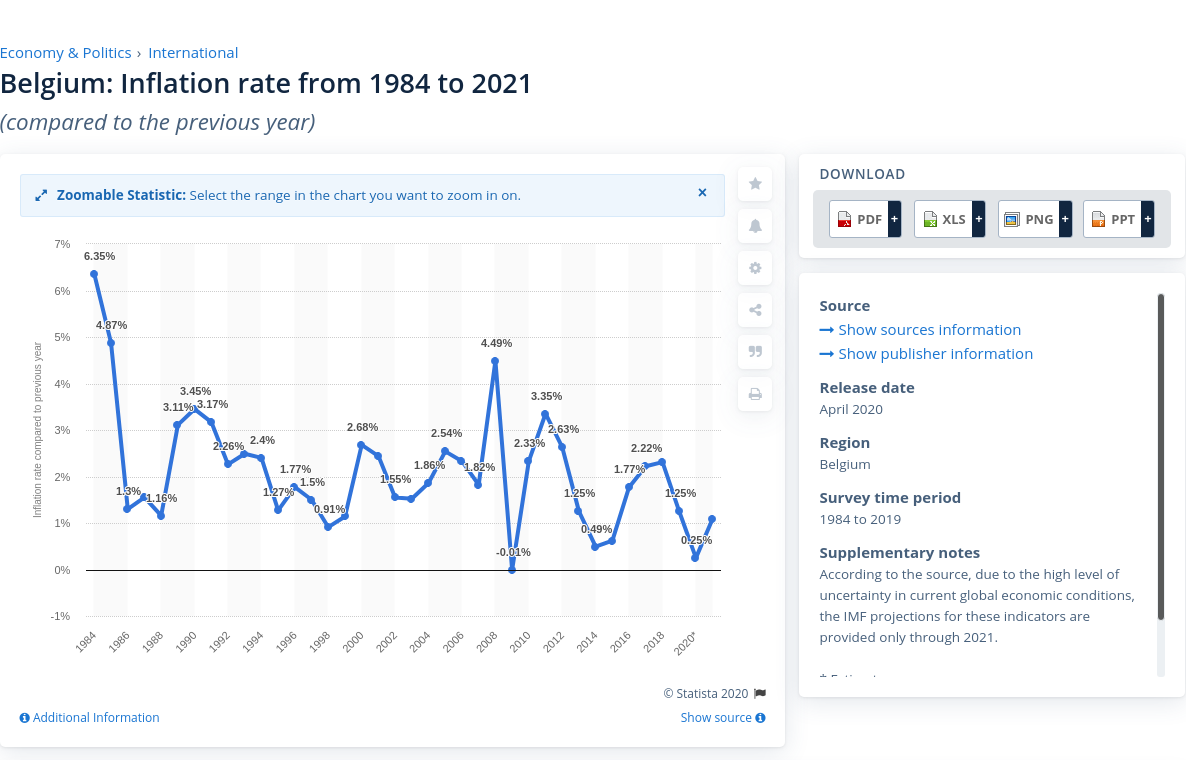 Economy & Politics › International
Belgium: Inflation rate from 1984 to 2021
(compared to the previous year)
Zoomable Statistic: Select the range in the chart you want to zoom in on. ×
7%
6%
5%
4%
3%
2%
1%
0%
-1%
Inflation rate compared to previous year
6.35%
4.87%
1.3%
1.16%
3.11%
3.45%
3.17%
2.26%
2.4%
1.27%
1.77%
1.5%
0.91%
2.68%
1.55%
1.86%
2.54%
1.82%
4.49%
-0.01%
2.33%
3.35%
2.63%
1.25%
0.49%
1.77%
2.22%
1.25%
0.25%
1984
1986
1988
1990
1992
1994
1996
1998
2000
2002
2004
2006
2008
2010
2012
2014
2016
2018
2020*
© Statista 2020
Additional Information
Show source
DOWNLOAD
PDF +
XLS +
PNG +
PPT +
Source
Show sources information
Show publisher information
Release date
April 2020
Region
Belgium
Survey time period
1984 to 2019
Supplementary notes
According to the source, due to the high level of
uncertainty in current global economic conditions,
the IMF projections for these indicators are
provided only through 2021.